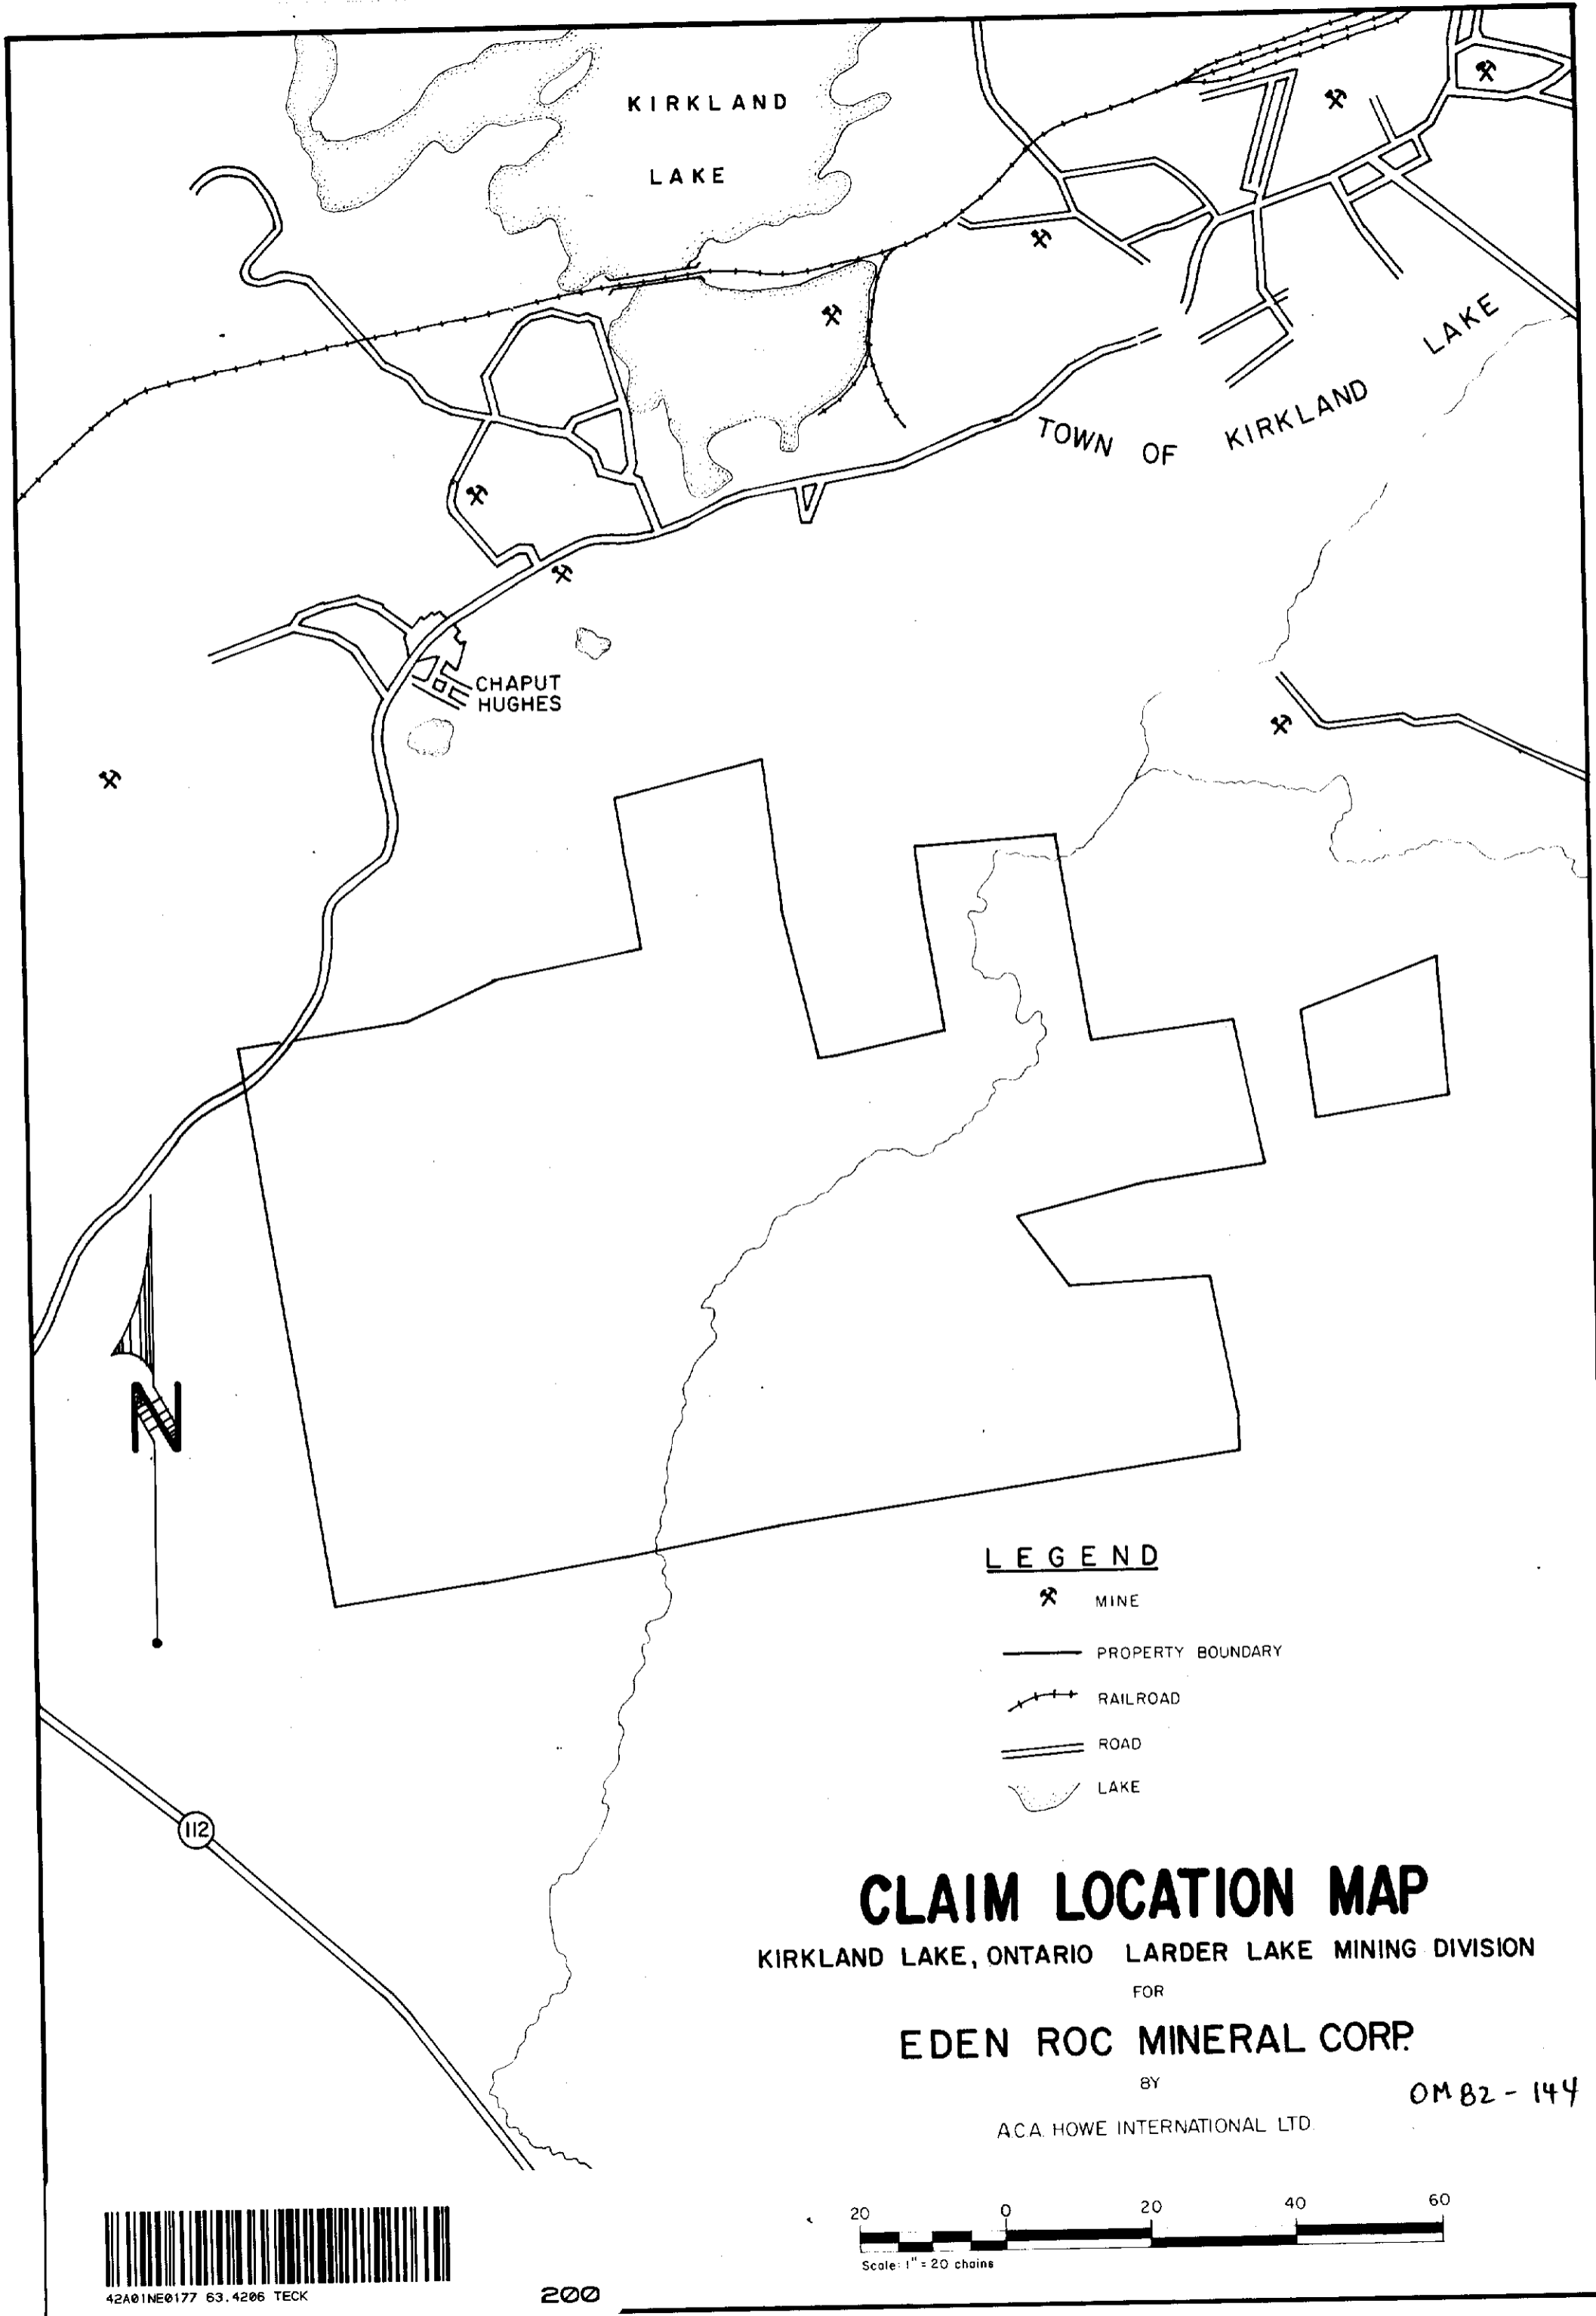 KIRKLAND
LAKE
TOWN OF KIRKLAND LAKE
CHAPUT
HUGHES
N
LEGEND
MINE
PROPERTY BOUNDARY
RAILROAD
ROAD
LAKE
112
CLAIM LOCATION MAP
KIRKLAND LAKE, ONTARIO LARDER LAKE MINING DIVISION
FOR
EDEN ROC MINERAL CORP.
BY
OM82-144
A.C.A. HOWE INTERNATIONAL LTD.
20 0 20 40 60
Scale: 1" = 20 chains
42A01NE0177 63.4206 TECK
200